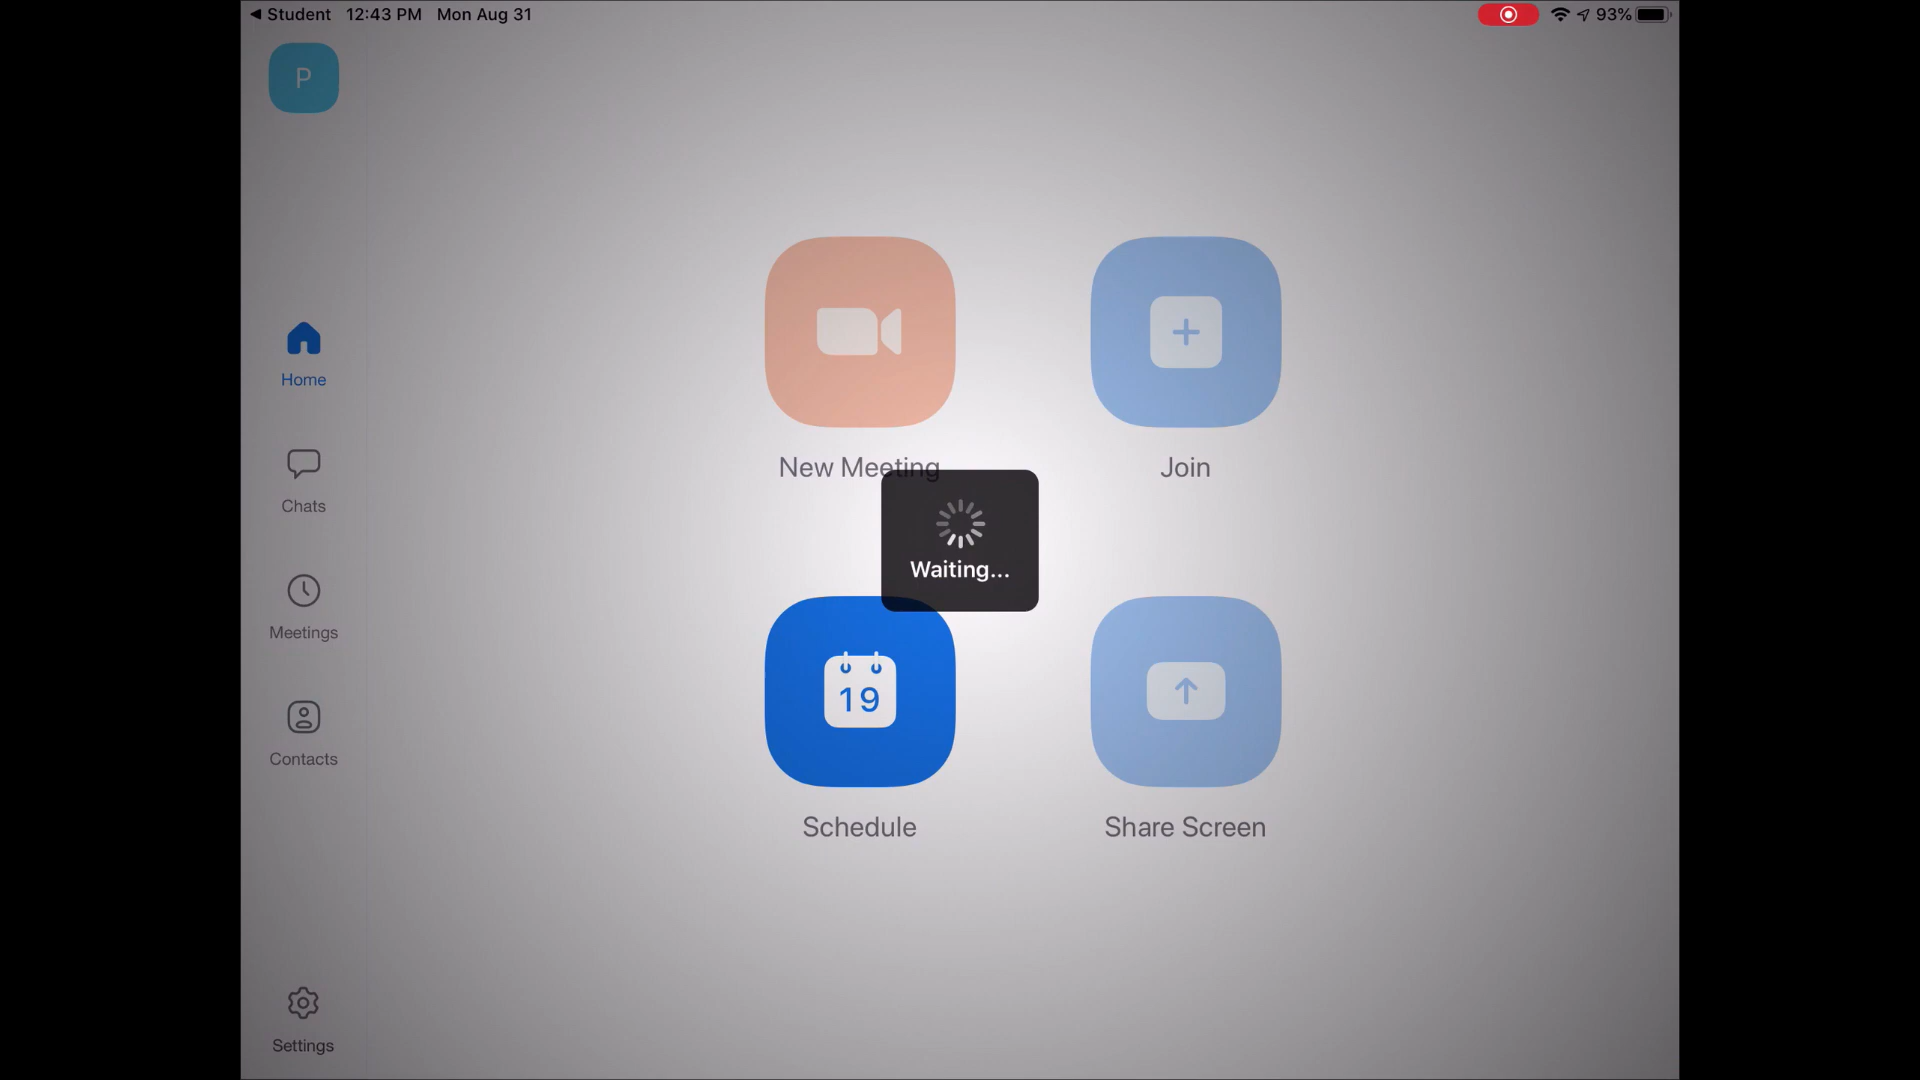 ◀ Student 12:43 PM Mon Aug 31
93%
P
Home
Chats
Meetings
Contacts
Settings
New Meeting
Join
Waiting...
19
Schedule
Share Screen